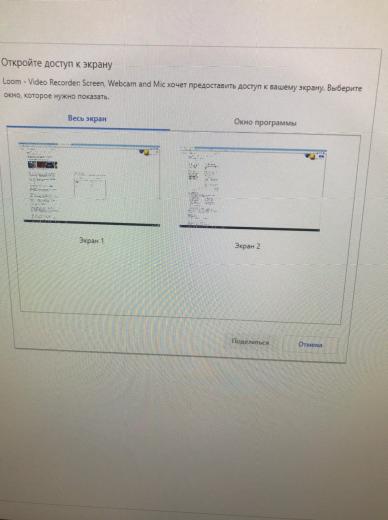 Откройте доступ к экрану
Loom - Video Recorder: Screen, Webcam and Mic хочет предоставить доступ к вашему экрану. Выберите
окно, которое нужно показать.
Весь экран
Окно программы
Экран 1
Экран 2
Поделиться
Отмена